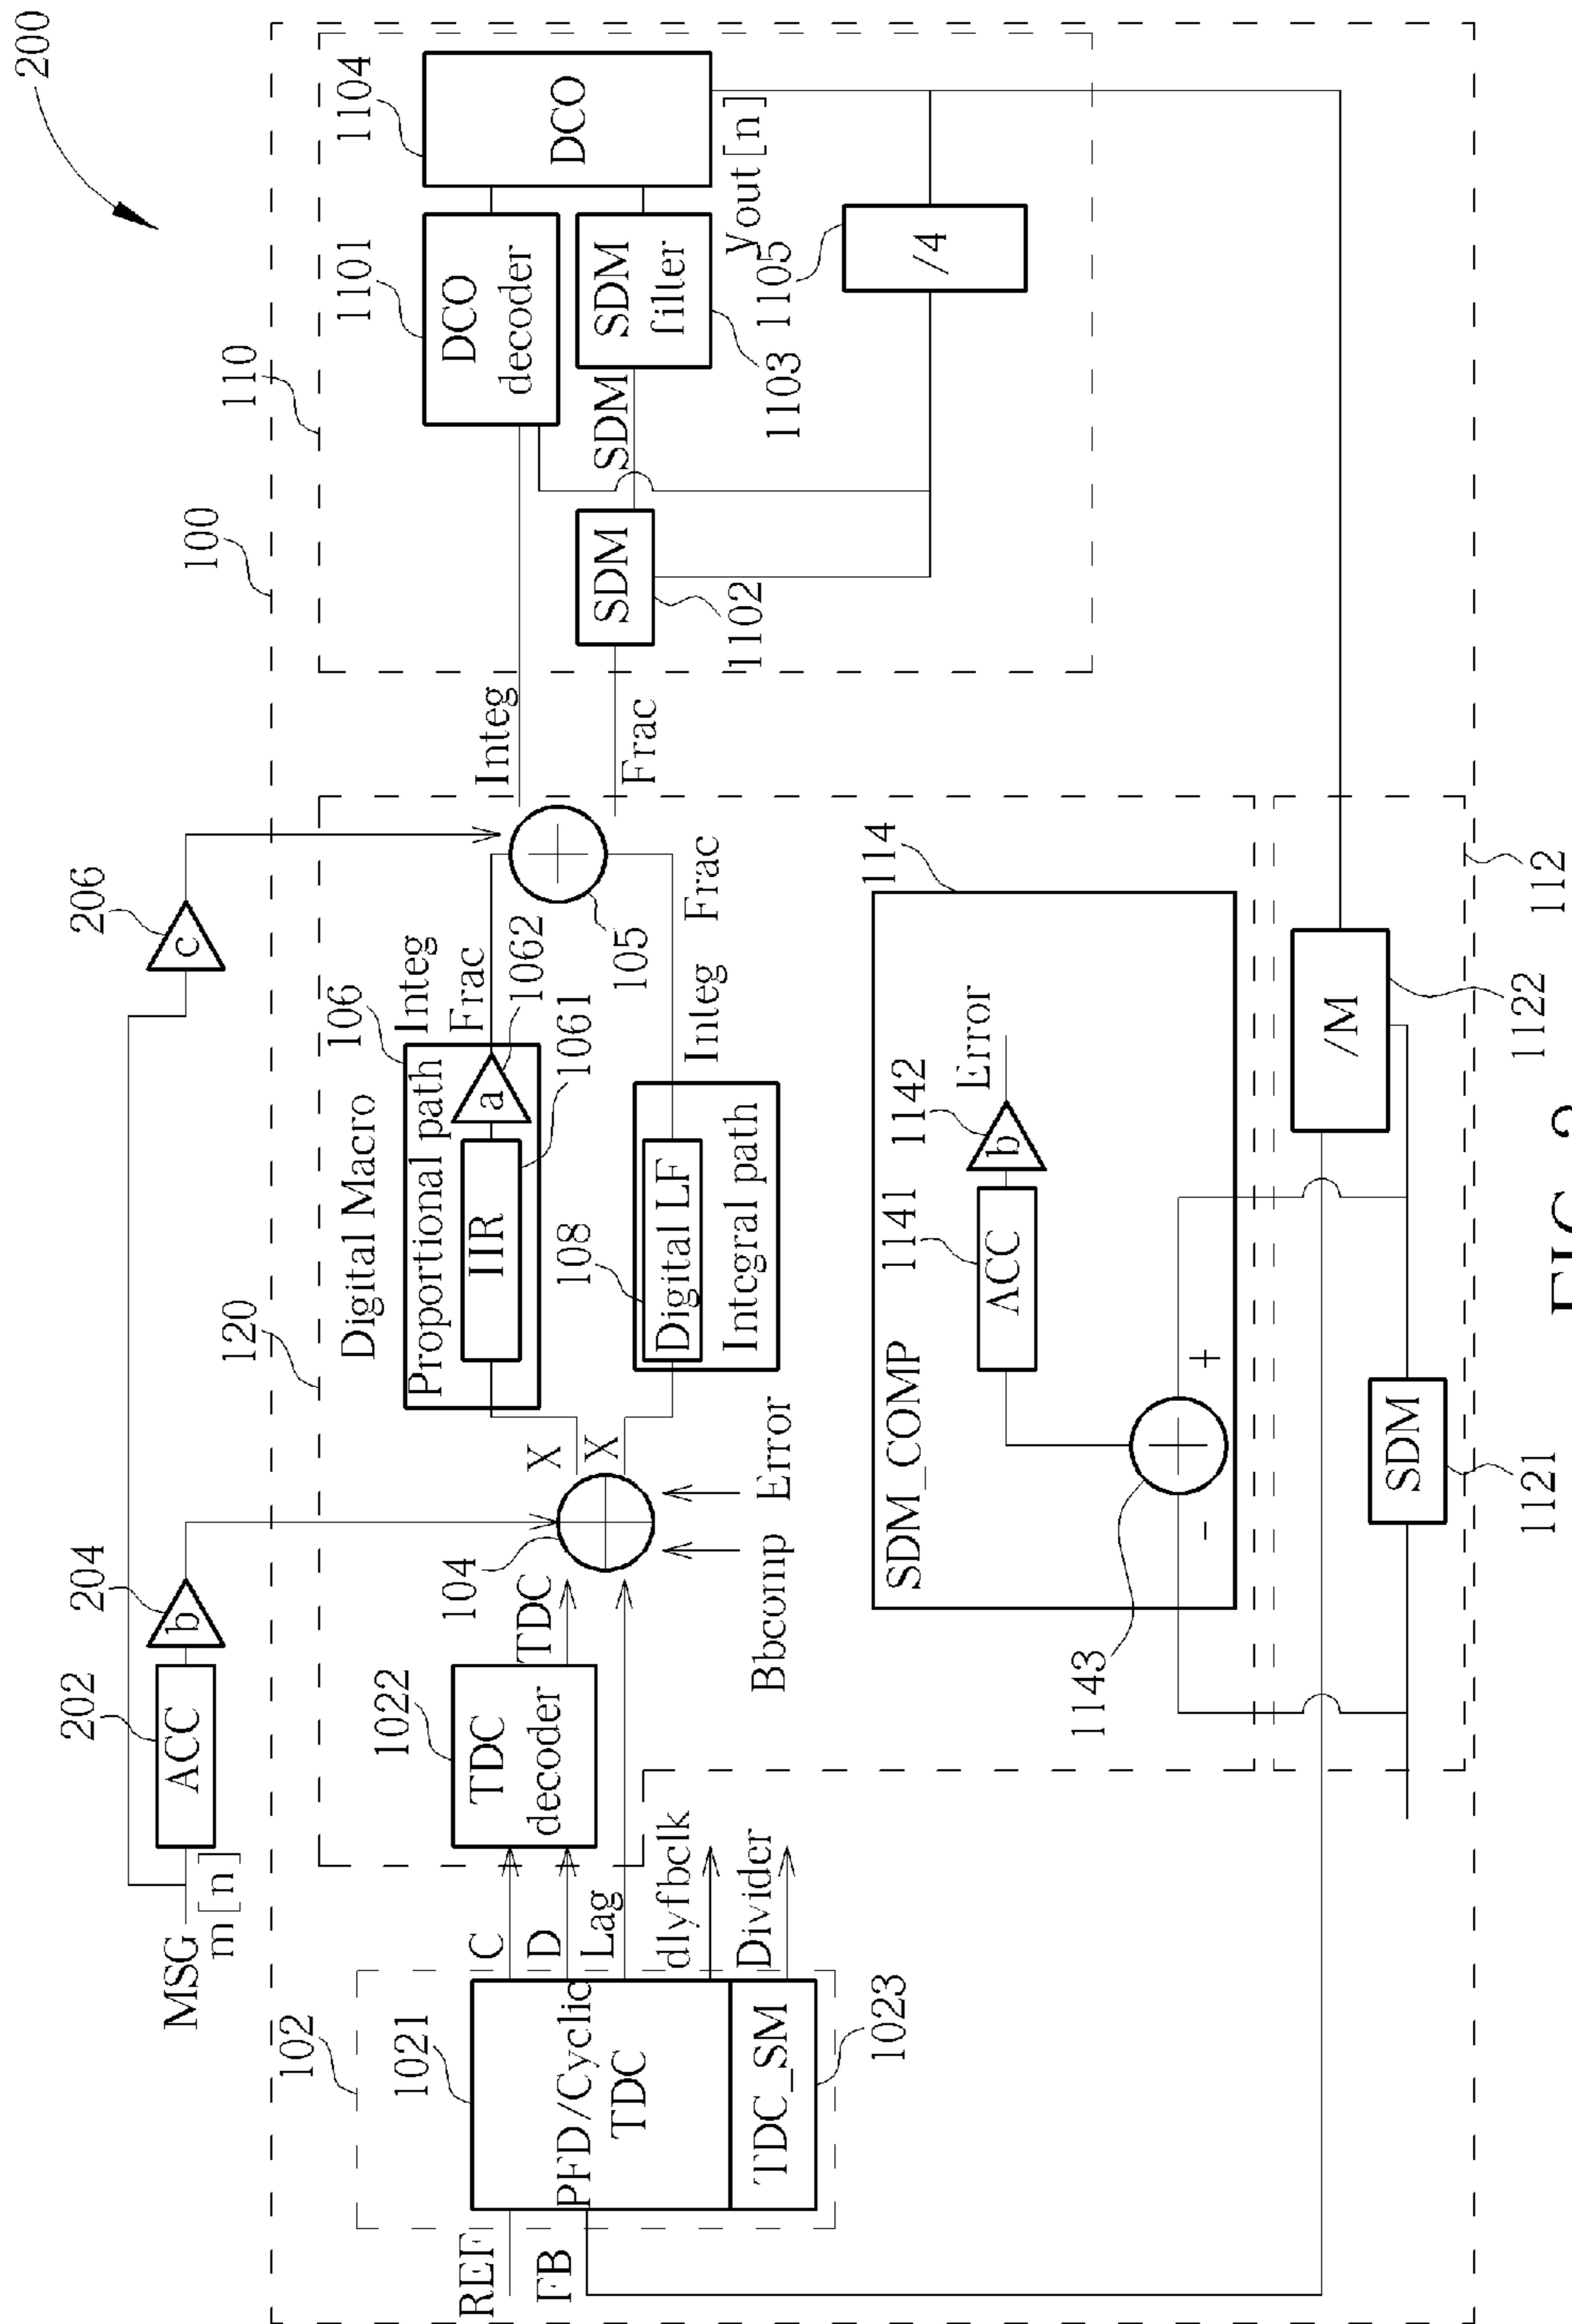 200
MSG
m[n]
202
ACC
204
b
206
c
100
120
110
102
1021
REF
FB
PFD/Cyclic
TDC
TDC_SM
1023
C
D
Lag
dlyfbclk
Divider
1022
TDC
decoder
TDC
104
Bbcomp
Error
X
X
Digital Macro
106
Proportional path
IIR
a
1061
1062
Integ
Frac
108
Digital LF
Integral path
Integ
Frac
105
Integ
Frac
SDM
1102
SDM
1101
DCO
decoder
SDM
filter
1103
1104
DCO
Vout[n]
1105
/4
114
SDM_COMP
1141
ACC
1142
b
Error
1143
-
+
SDM
1121
/M
1122
112